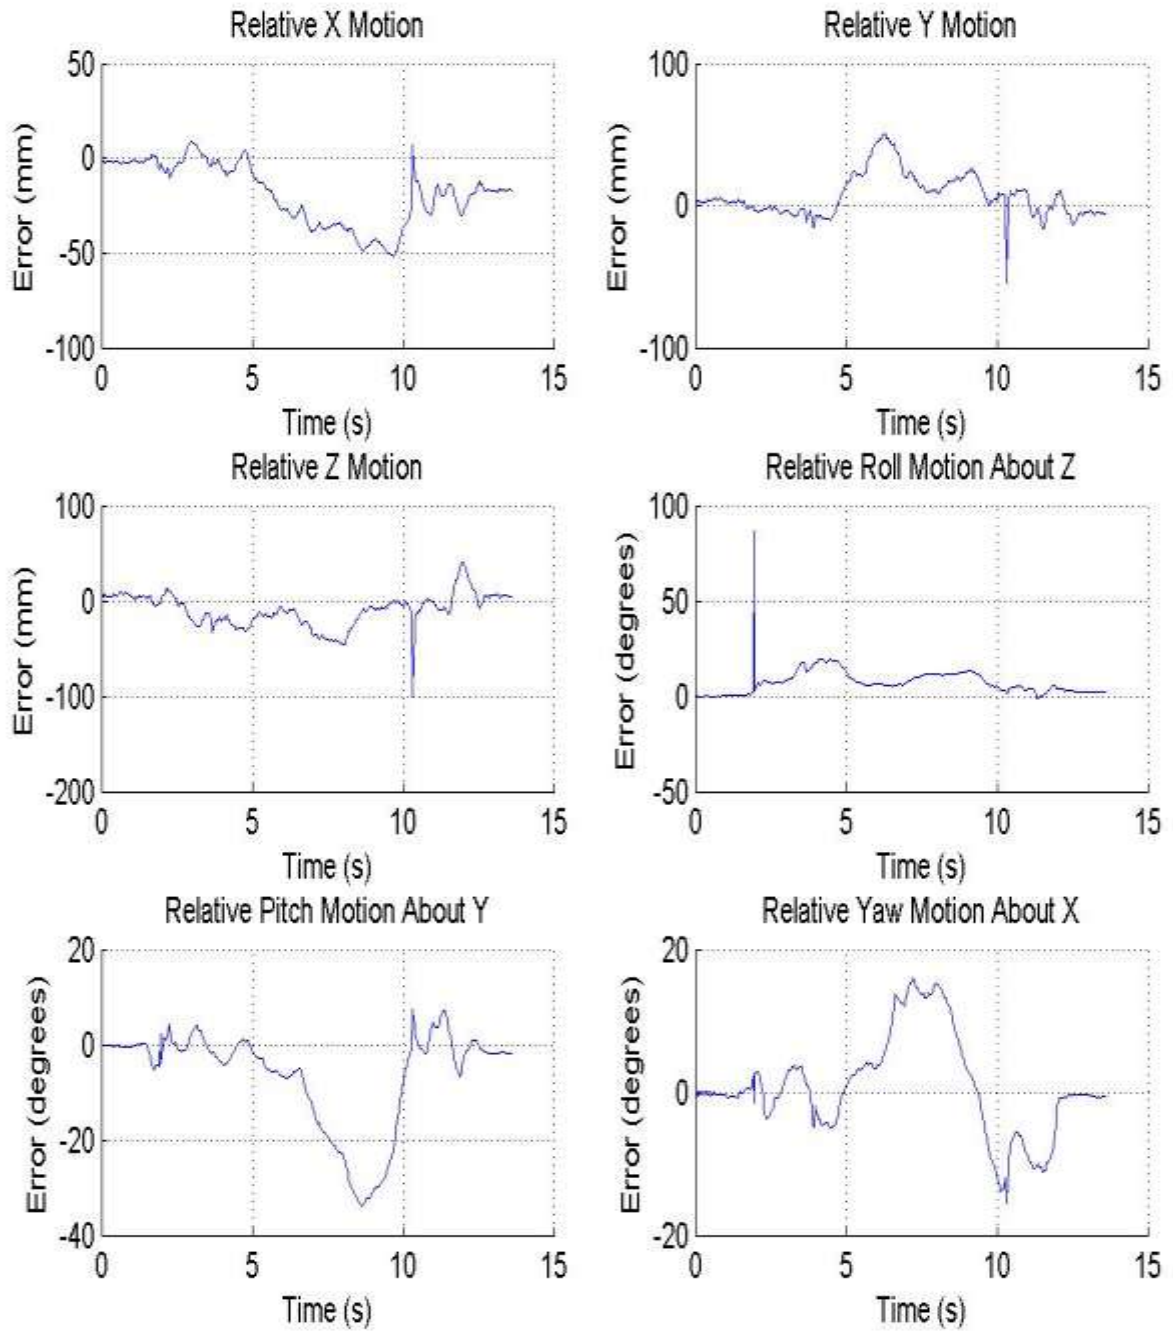 Relative X Motion
50
0
-50
-100
Error (mm)
0 5 10 15
Time (s)
Relative Y Motion
100
0
-100
Error (mm)
0 5 10 15
Time (s)
Relative Z Motion
100
0
-100
-200
Error (mm)
0 5 10 15
Time (s)
Relative Roll Motion About Z
100
50
0
-50
Error (degrees)
0 5 10 15
Time (s)
Relative Pitch Motion About Y
20
0
-20
-40
Error (degrees)
0 5 10 15
Time (s)
Relative Yaw Motion About X
20
0
-20
Error (degrees)
0 5 10 15
Time (s)